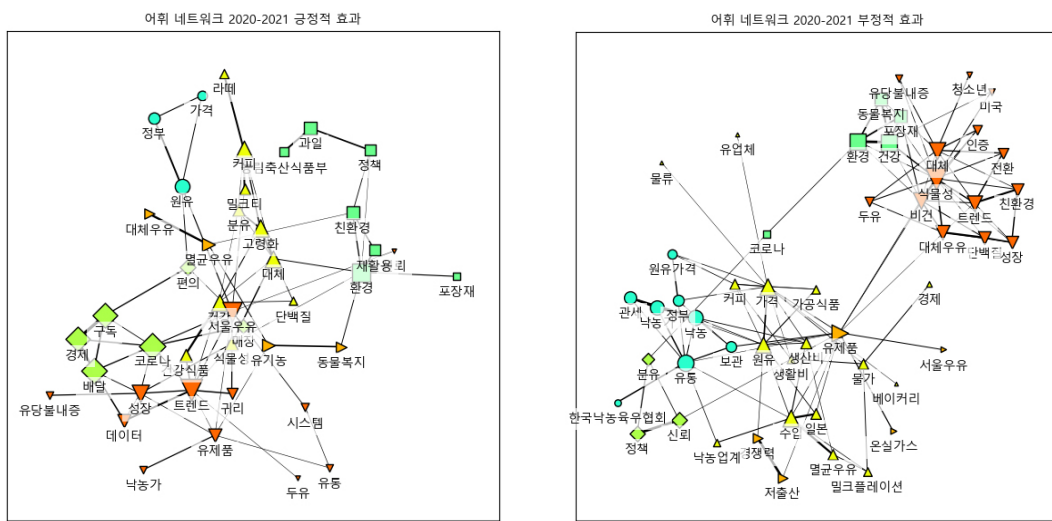 어휘 네트워크 2020-2021 긍정적 효과
라떼
가격
정부
과일
커피
정책
원유
밀크티
분유
대체우유
친환경
고령화
멸균우유
대체
편의
환경
포장재
단백질
구독
서울우유
경제
코로나
식물성
유기농
동물복지
건강식품
배달
유당불내증
성장
트렌드
귀리
시스템
데이터
유제품
낙농가
두유
유통
어휘 네트워크 2020-2021 부정적 효과
유당불내증
청소년
미국
동물복지
포장재
유업체
인증
환경
건강
대체
전환
물류
식물성
친환경
두유
비건
트렌드
코로나
대체우유
단백질
성장
원유가격
커피
가격
가공식품
경제
관세
낙농
정부
낙농
유제품
서울우유
보관
원유
생산비
분유
유통
생활비
물가
베이커리
한국낙농육우협회
신뢰
수입
일본
온실가스
정책
낙농업계
경쟁력
멸균우유
저출산
밀크플레이션